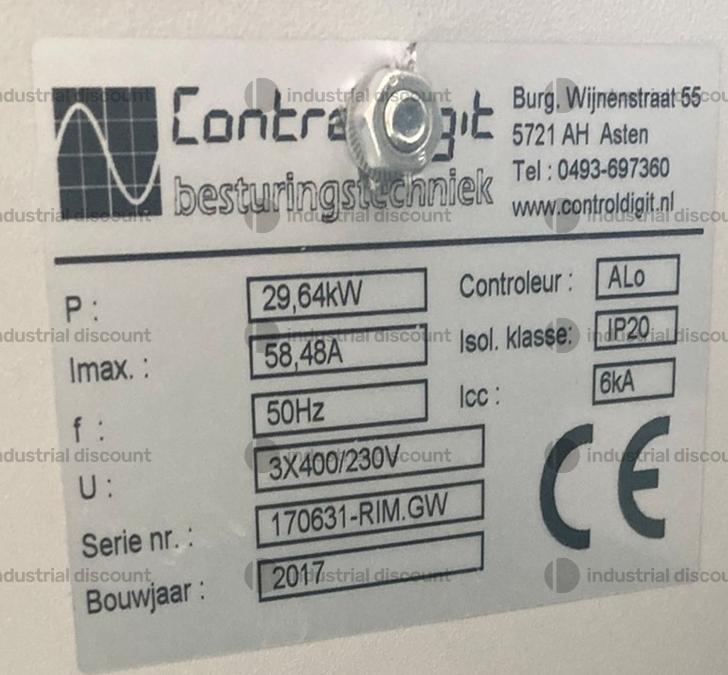 Contro git
besturingstechniek
Burg. Wijnenstraat 55
5721 AH Asten
Tel : 0493-697360
www.controldigit.nl
P : 29,64kW
Imax. : 58,48A
f : 50Hz
U : 3X400/230V
Serie nr. : 170631-RIM.GW
Bouwjaar : 2017
Controleur : ALo
Isol. klasse: IP20
Icc : 6kA
CE
industrial discount